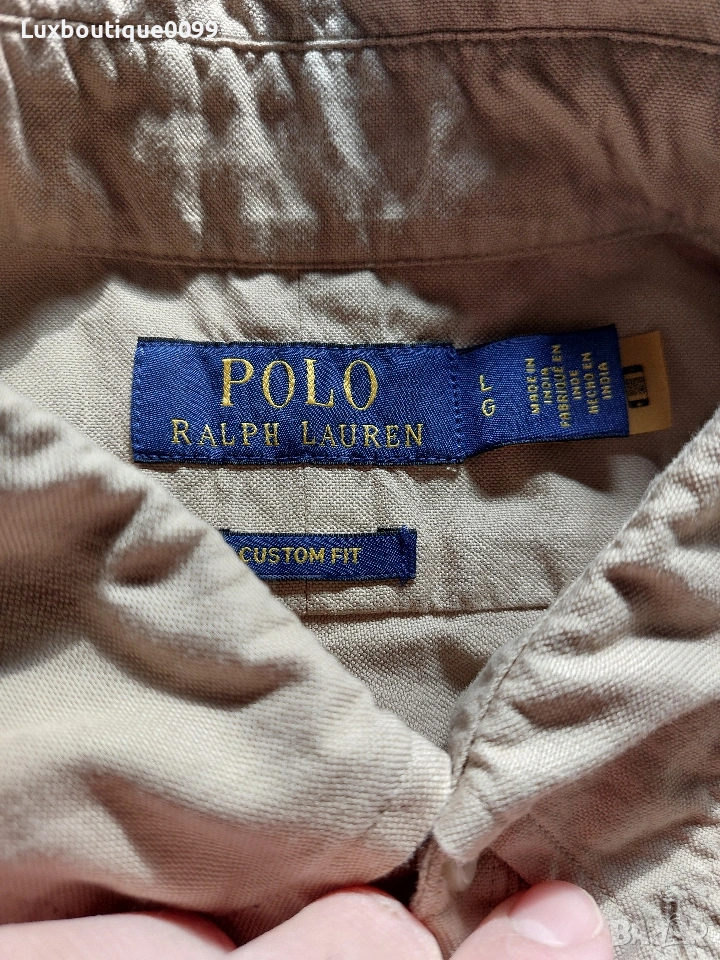 Luxboutique0099
POLO
RALPH LAUREN
L
G
MADE IN
INDIA
FABRIQUÉ EN
INDE
HECHO EN
INDIA
CUSTOM FIT